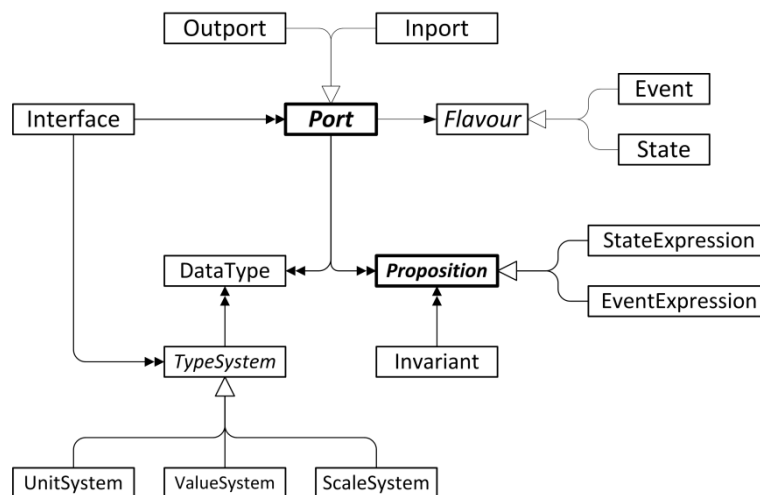 Outport
Inport
Interface
Port
Flavour
Event
State
DataType
Proposition
StateExpression
EventExpression
TypeSystem
Invariant
UnitSystem
ValueSystem
ScaleSystem